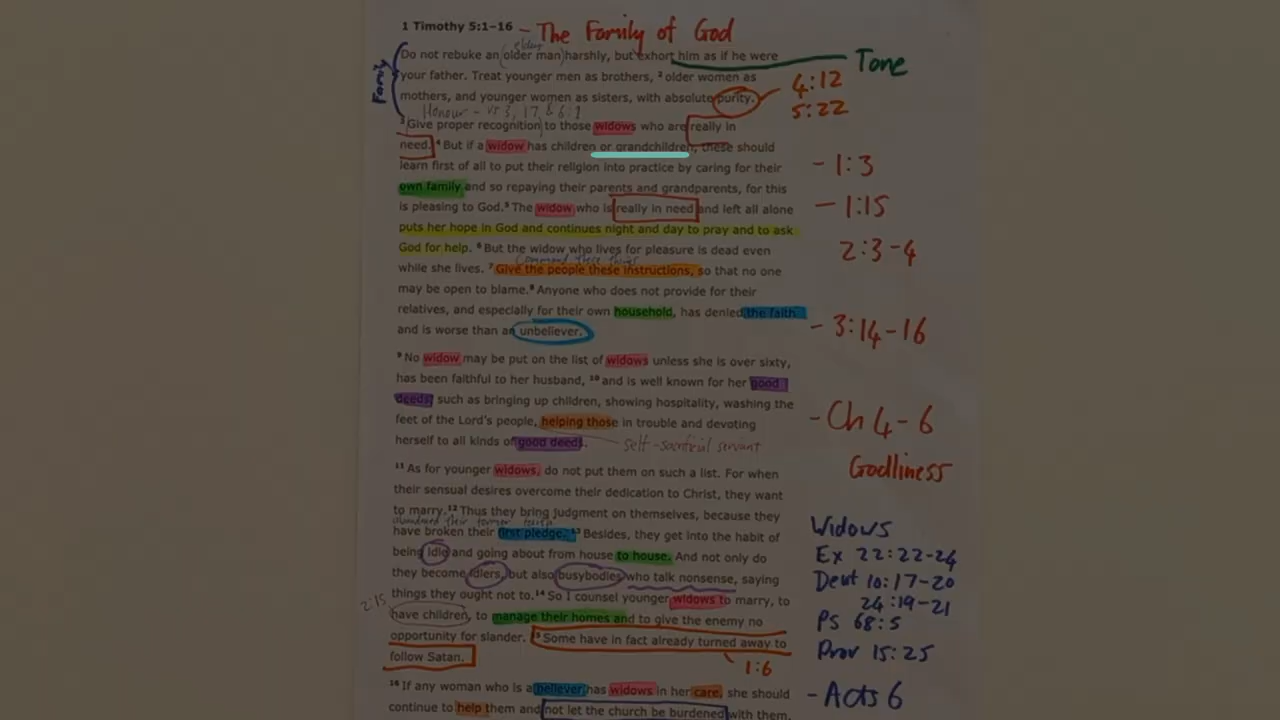 1 Timothy 5:1–16 - The Family of God
elder
Do not rebuke an older man harshly, but exhort him as if he were
Tone
your father. Treat younger men as brothers, ² older women as
Family
4:12
mothers, and younger women as sisters, with absolute purity.
5:22
Honour - vs 3, 17, & 6:1
³ Give proper recognition to those widows who are really in
need. ⁴ But if a widow has children or grandchildren, these should
learn first of all to put their religion into practice by caring for their
- 1:3
own family and so repaying their parents and grandparents, for this
is pleasing to God. ⁵ The widow who is really in need and left all alone
- 1:15
puts her hope in God and continues night and day to pray and to ask
God for help. ⁶ But the widow who lives for pleasure is dead even
2:3-4
Command these things
while she lives. ⁷ Give the people these instructions, so that no one
may be open to blame. ⁸ Anyone who does not provide for their
relatives, and especially for their own household, has denied the faith
and is worse than an unbeliever.
- 3:14-16
⁹ No widow may be put on the list of widows unless she is over sixty,
has been faithful to her husband, ¹⁰ and is well known for her good
deeds, such as bringing up children, showing hospitality, washing the
feet of the Lord's people, helping those in trouble and devoting
- Ch 4-6
herself to all kinds of good deeds.
self-sacrificial servant
Godliness
¹¹ As for younger widows, do not put them on such a list. For when
their sensual desires overcome their dedication to Christ, they want
to marry. ¹² Thus they bring judgment on themselves, because they
abandoned their former faith
have broken their first pledge. ¹³ Besides, they get into the habit of
being idle and going about from house to house. And not only do
they become idlers, but also busybodies who talk nonsense, saying
things they ought not to. ¹⁴ So I counsel younger widows to marry, to
2:15
have children, to manage their homes and to give the enemy no
opportunity for slander. ¹⁵ Some have in fact already turned away to
follow Satan.
1:6
Widows
Ex 22:22-24
Deut 10:17-20
24:19-21
Ps 68:5
Prov 15:25
- Acts 6
¹⁶ If any woman who is a believer has widows in her care, she should
continue to help them and not let the church be burdened with them,